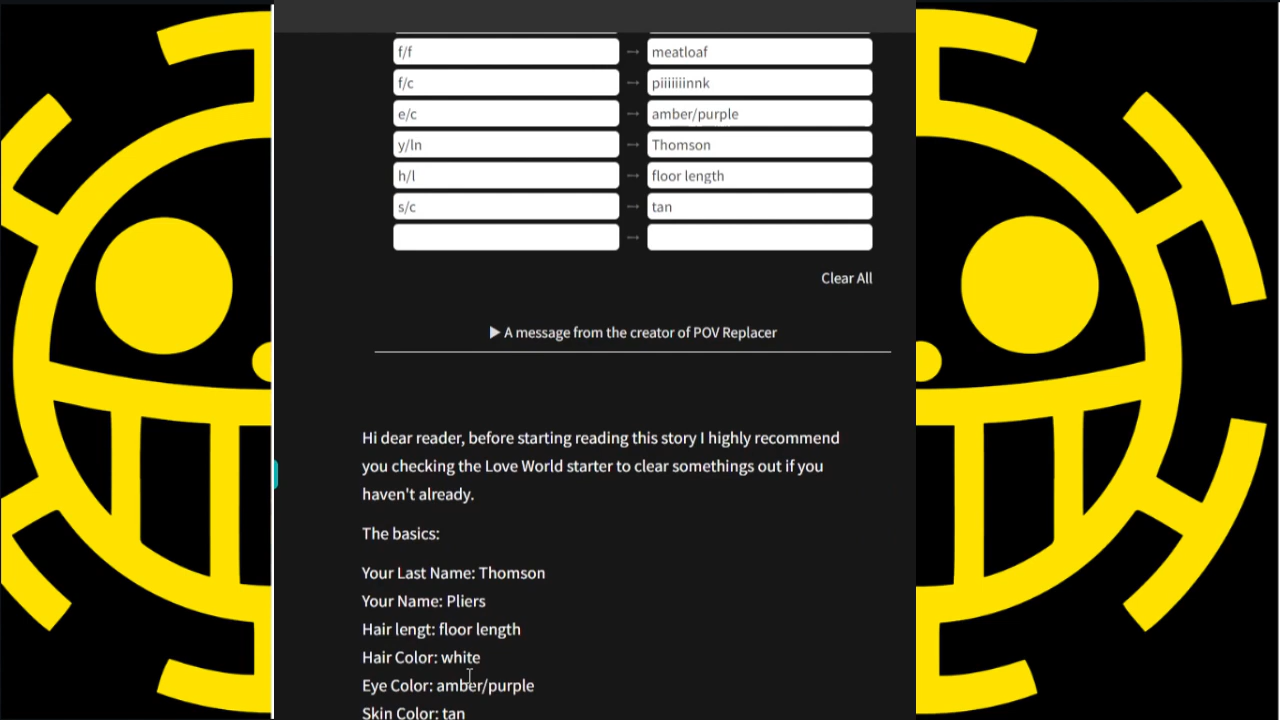 f/f → meatloaf
f/c → piiiiiiinnk
e/c → amber/purple
y/ln → Thomson
h/l → floor length
s/c → tan
→
Clear All
▶ A message from the creator of POV Replacer
Hi dear reader, before starting reading this story I highly recommend
you checking the Love World starter to clear somethings out if you
haven't already.
The basics:
Your Last Name: Thomson
Your Name: Pliers
Hair lengt: floor length
Hair Color: white
Eye Color: amber/purple
Skin Color: tan